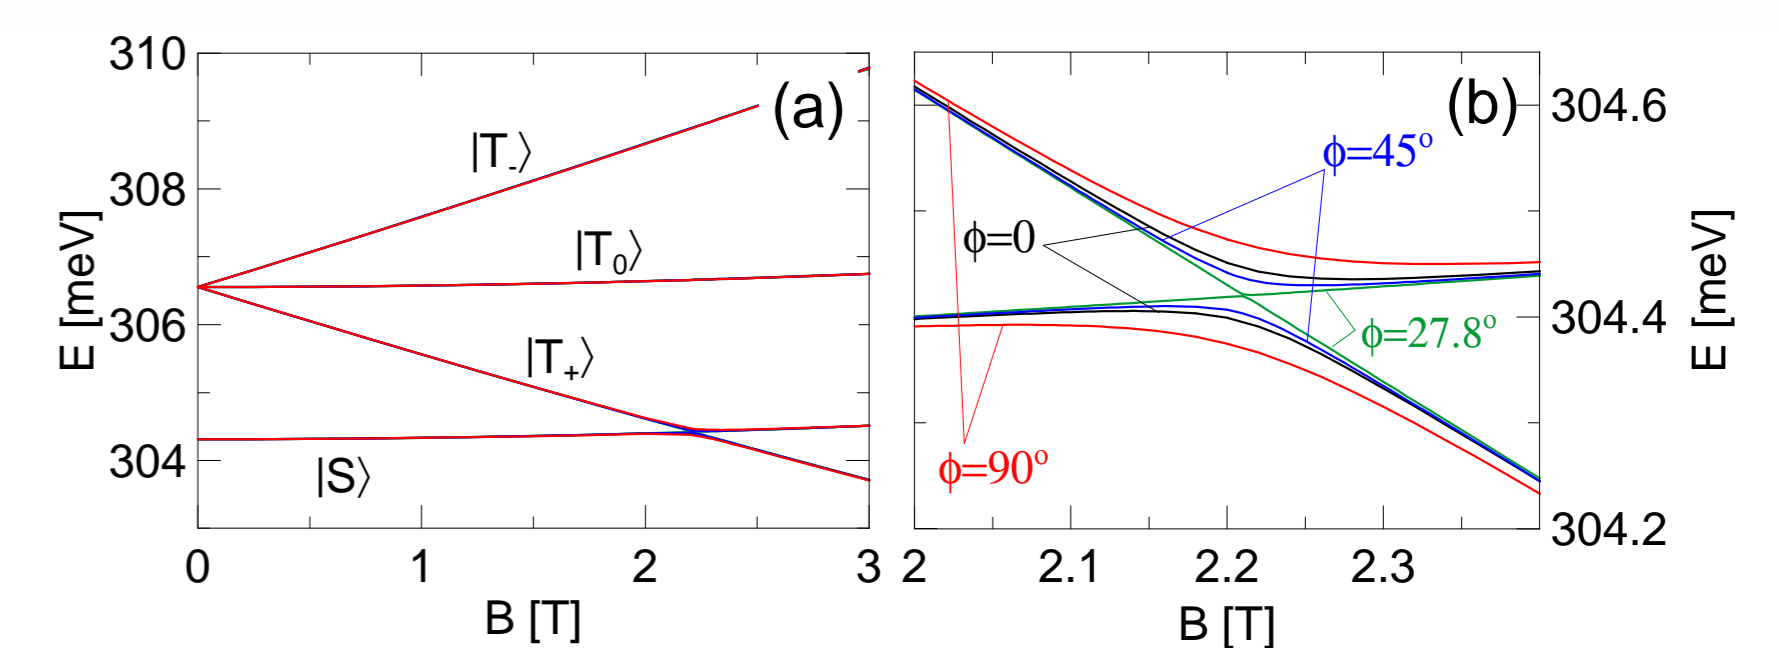 310
308
306
304
E [meV]
(a)
|T-⟩
|T0⟩
|T+⟩
|S⟩
0
1
2
3
B [T]
(b)
ϕ=45°
ϕ=0
ϕ=27.8°
ϕ=90°
304.6
304.4
304.2
E [meV]
2
2.1
2.2
2.3
B [T]